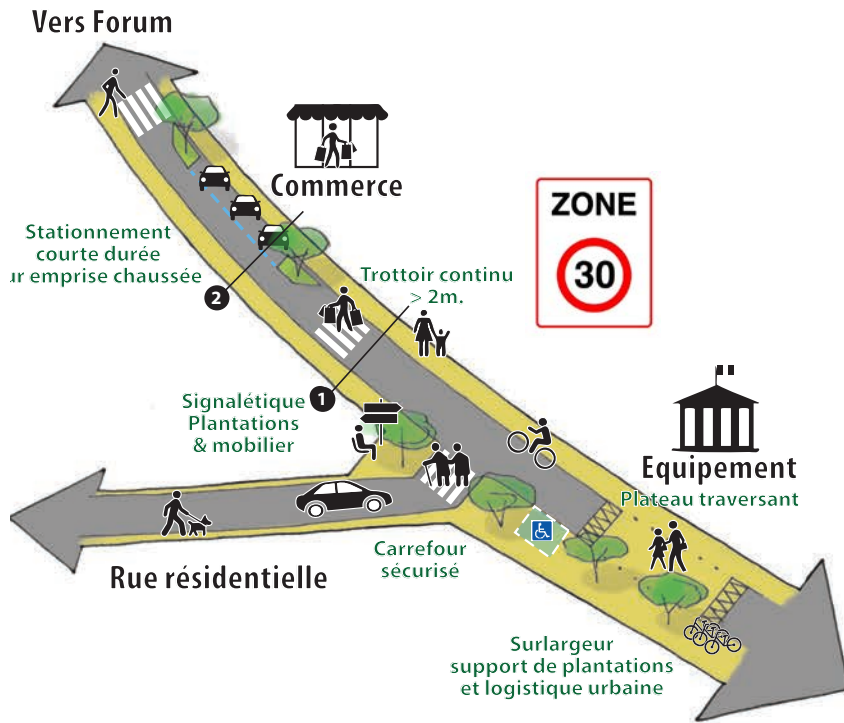 Vers Forum
Commerce
ZONE
30
Stationnement
courte durée
ur emprise chaussée
2
Trottoir continu
> 2m.
1
Signalétique
Plantations
& mobilier
Equipement
Plateau traversant
Carrefour
sécurisé
Rue résidentielle
Surlargeur
support de plantations
et logistique urbaine